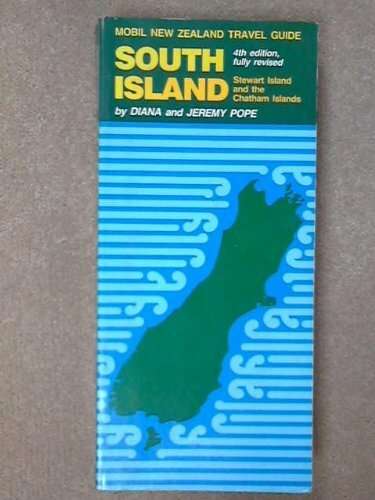 MOBIL NEW ZEALAND TRAVEL GUIDE
SOUTH
ISLAND
4th edition,
fully revised
Stewart Island
and the
Chatham Islands
by DIANA and JEREMY POPE